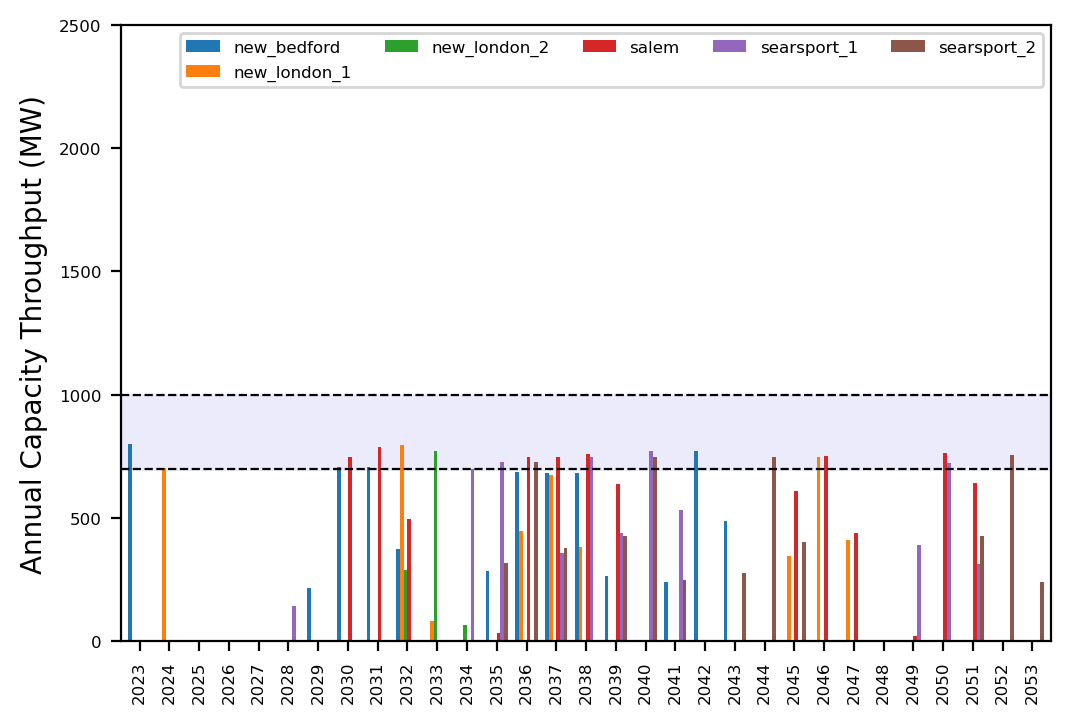 Annual Capacity Throughput (MW)
2500
2000
1500
1000
500
0
new_bedford new_london_2 salem searsport_1 searsport_2
new_london_1
2023 2024 2025 2026 2027 2028 2029 2030 2031 2032 2033 2034 2035 2036 2037 2038 2039 2040 2041 2042 2043 2044 2045 2046 2047 2048 2049 2050 2051 2052 2053